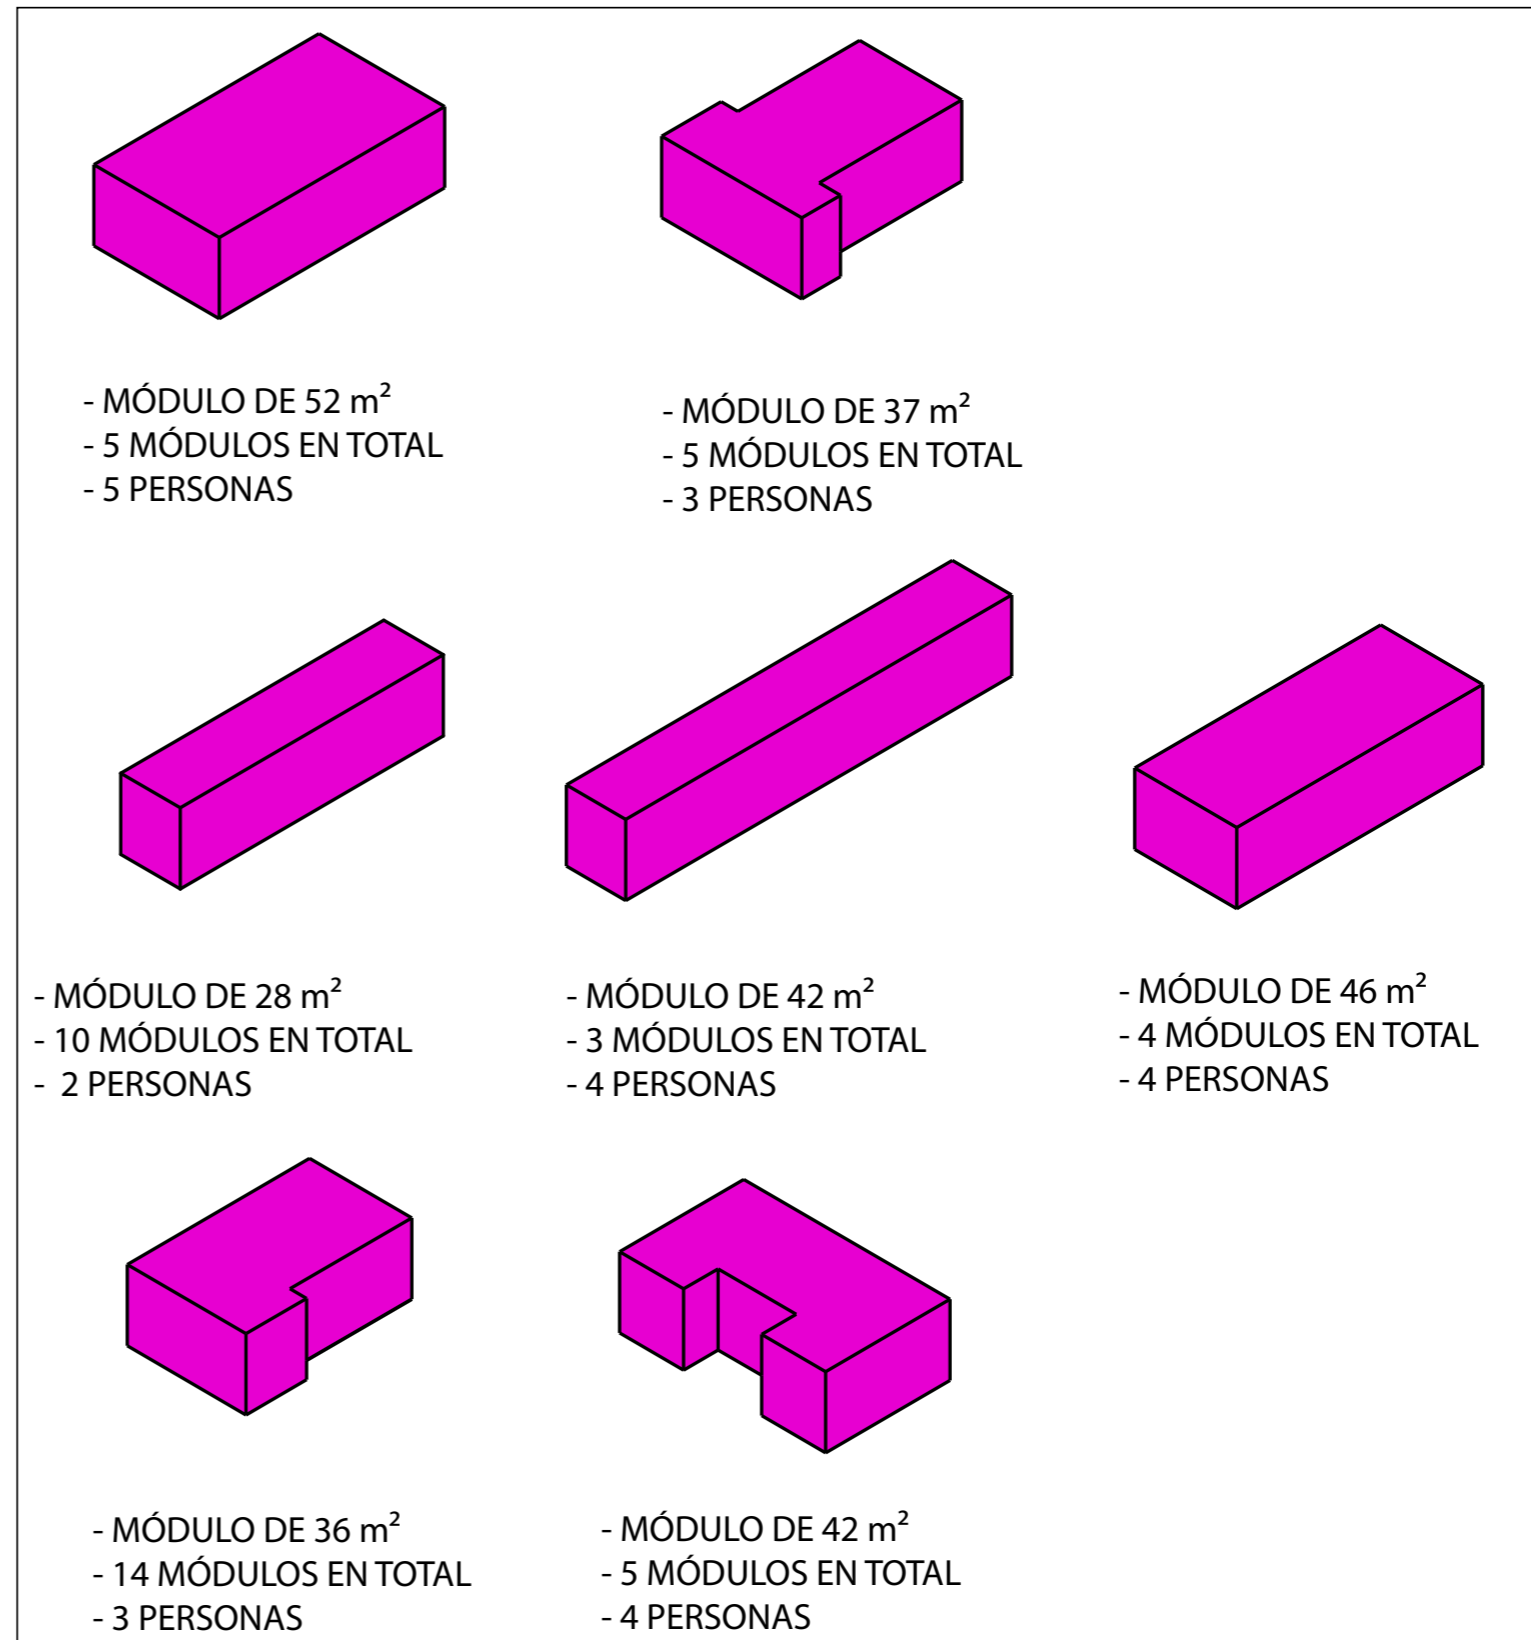 - MÓDULO DE 52 m²
- 5 MÓDULOS EN TOTAL
- 5 PERSONAS
- MÓDULO DE 37 m²
- 5 MÓDULOS EN TOTAL
- 3 PERSONAS
- MÓDULO DE 28 m²
- 10 MÓDULOS EN TOTAL
- 2 PERSONAS
- MÓDULO DE 42 m²
- 3 MÓDULOS EN TOTAL
- 4 PERSONAS
- MÓDULO DE 46 m²
- 4 MÓDULOS EN TOTAL
- 4 PERSONAS
- MÓDULO DE 36 m²
- 14 MÓDULOS EN TOTAL
- 3 PERSONAS
- MÓDULO DE 42 m²
- 5 MÓDULOS EN TOTAL
- 4 PERSONAS